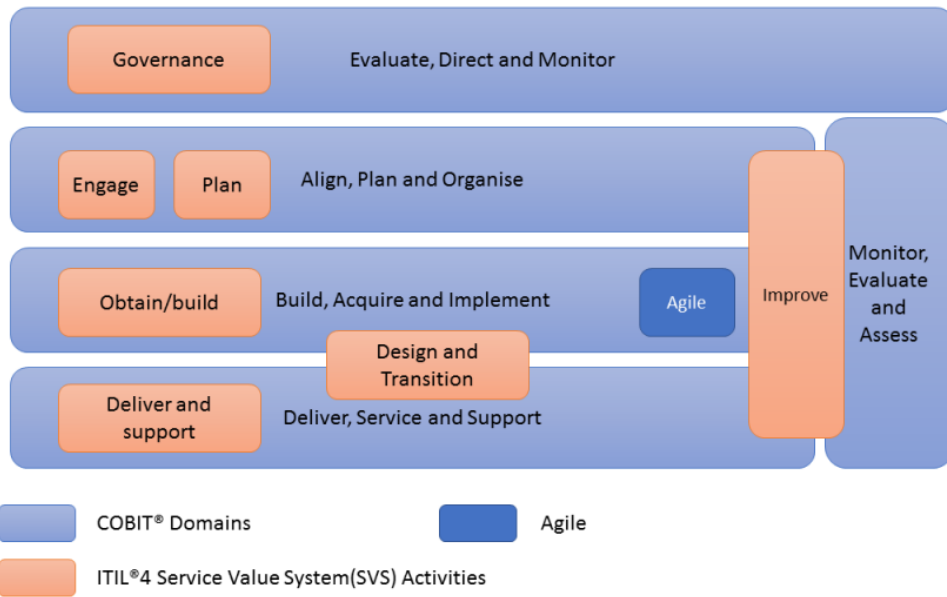 Governance
Evaluate, Direct and Monitor
Engage
Plan
Align, Plan and Organise
Obtain/build
Build, Acquire and Implement
Agile
Improve
Monitor,
Evaluate
and
Assess
Design and
Transition
Deliver and
support
Deliver, Service and Support
COBIT® Domains
Agile
ITIL®4 Service Value System(SVS) Activities